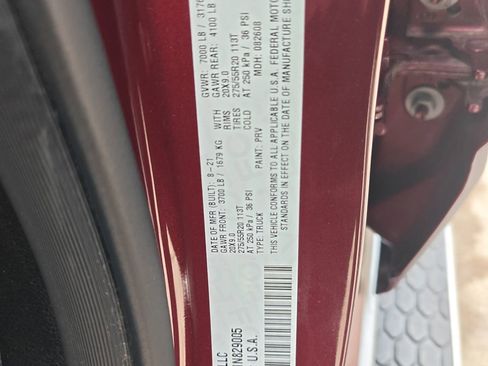 LLC
N829005
U.S.A.
DATE OF MFR (BUILT): 8-21
GVWR: 7000 LB / 317
GAWR FRONT: 3700 LB / 1679 KG WITH
GAWR REAR: 4100 LB
20X9.0 RIMS 20X9.0
275/55R20 113T TIRES 275/55R20 113T
AT 250 kPa / 36 PSI COLD AT 250 kPa / 36 PSI
TYPE: TRUCK PAINT: PRV MDH: 082608
THIS VEHICLE CONFORMS TO ALL APPLICABLE U.S.A. FEDERAL MOTOR
STANDARDS IN EFFECT ON THE DATE OF MANUFACTURE SH